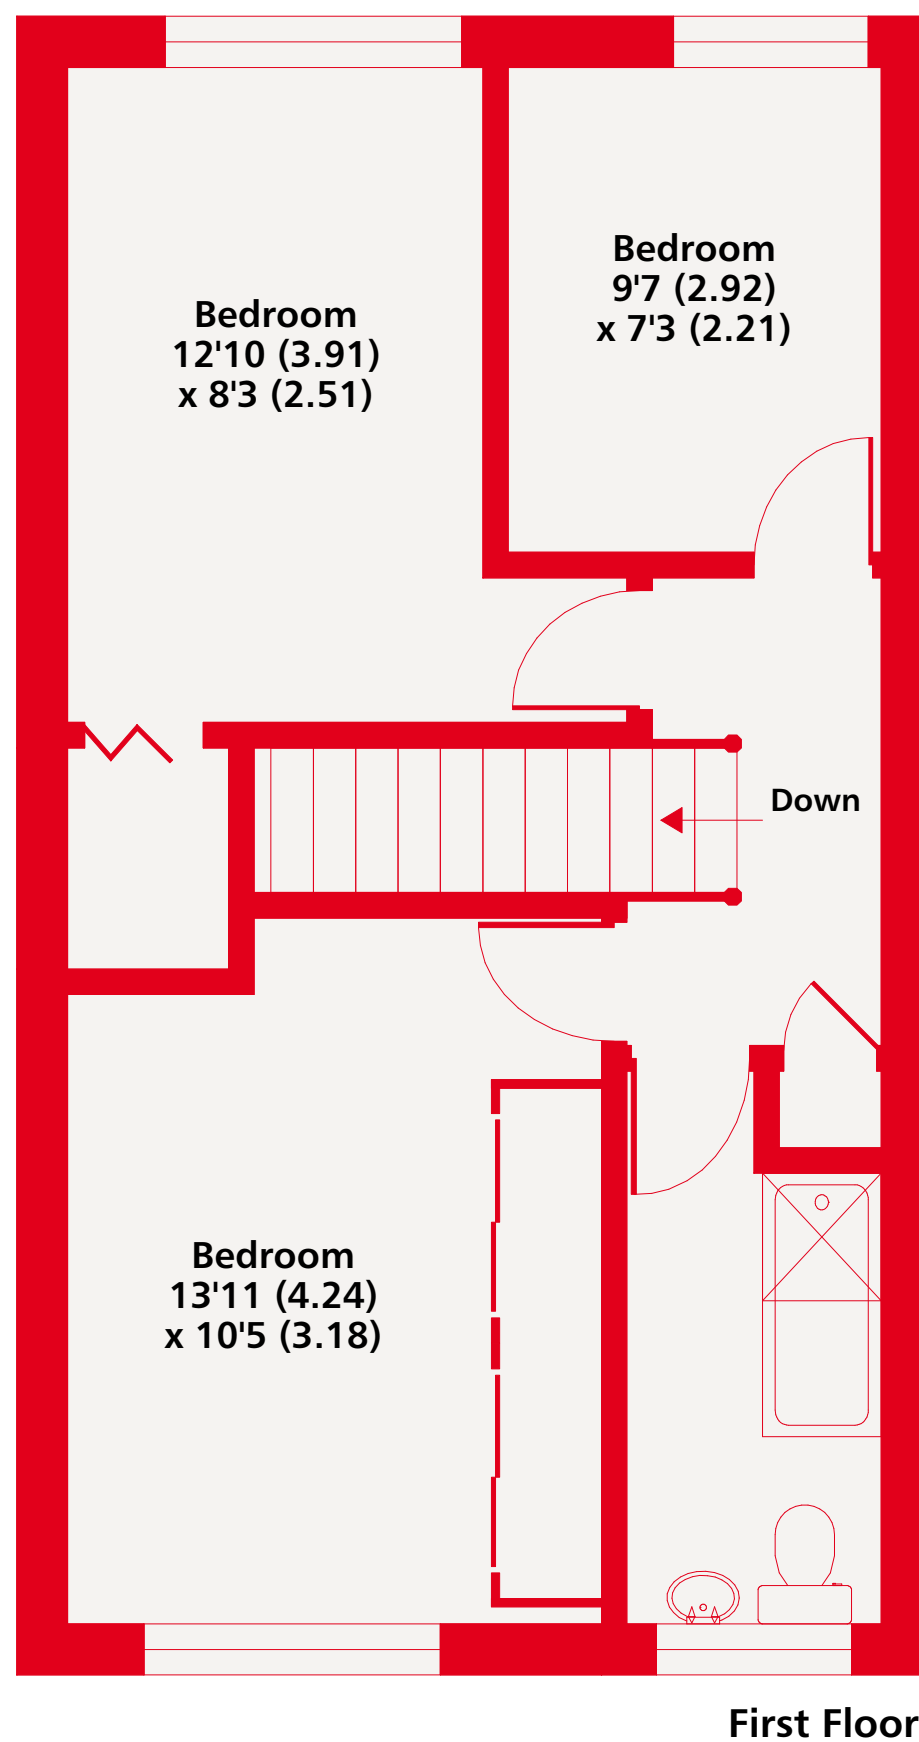 Bedroom
9'7 (2.92)
x 7'3 (2.21)
Bedroom
12'10 (3.91)
x 8'3 (2.51)
Down
Bedroom
13'11 (4.24)
x 10'5 (3.18)
First Floor